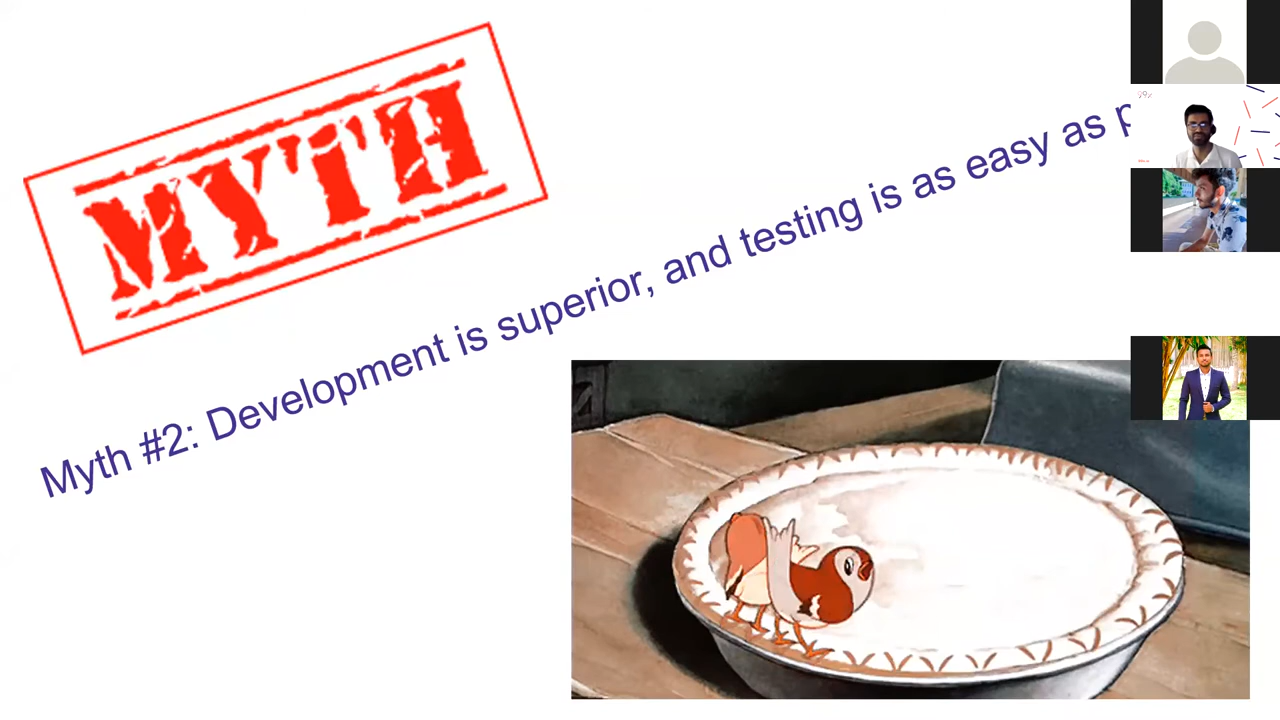 MYTH
Myth #2: Development is superior, and testing is as easy as